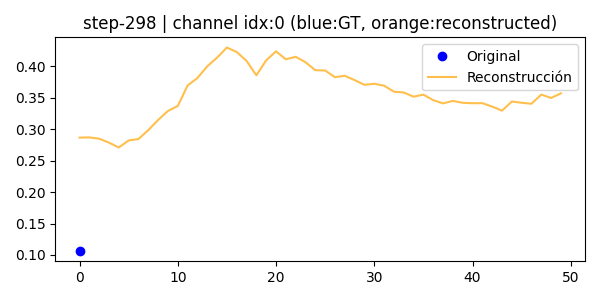 step-298 | channel idx:0 (blue:GT, orange:reconstructed)
Original
Reconstrucción
0.40
0.35
0.30
0.25
0.20
0.15
0.10
0 10 20 30 40 50